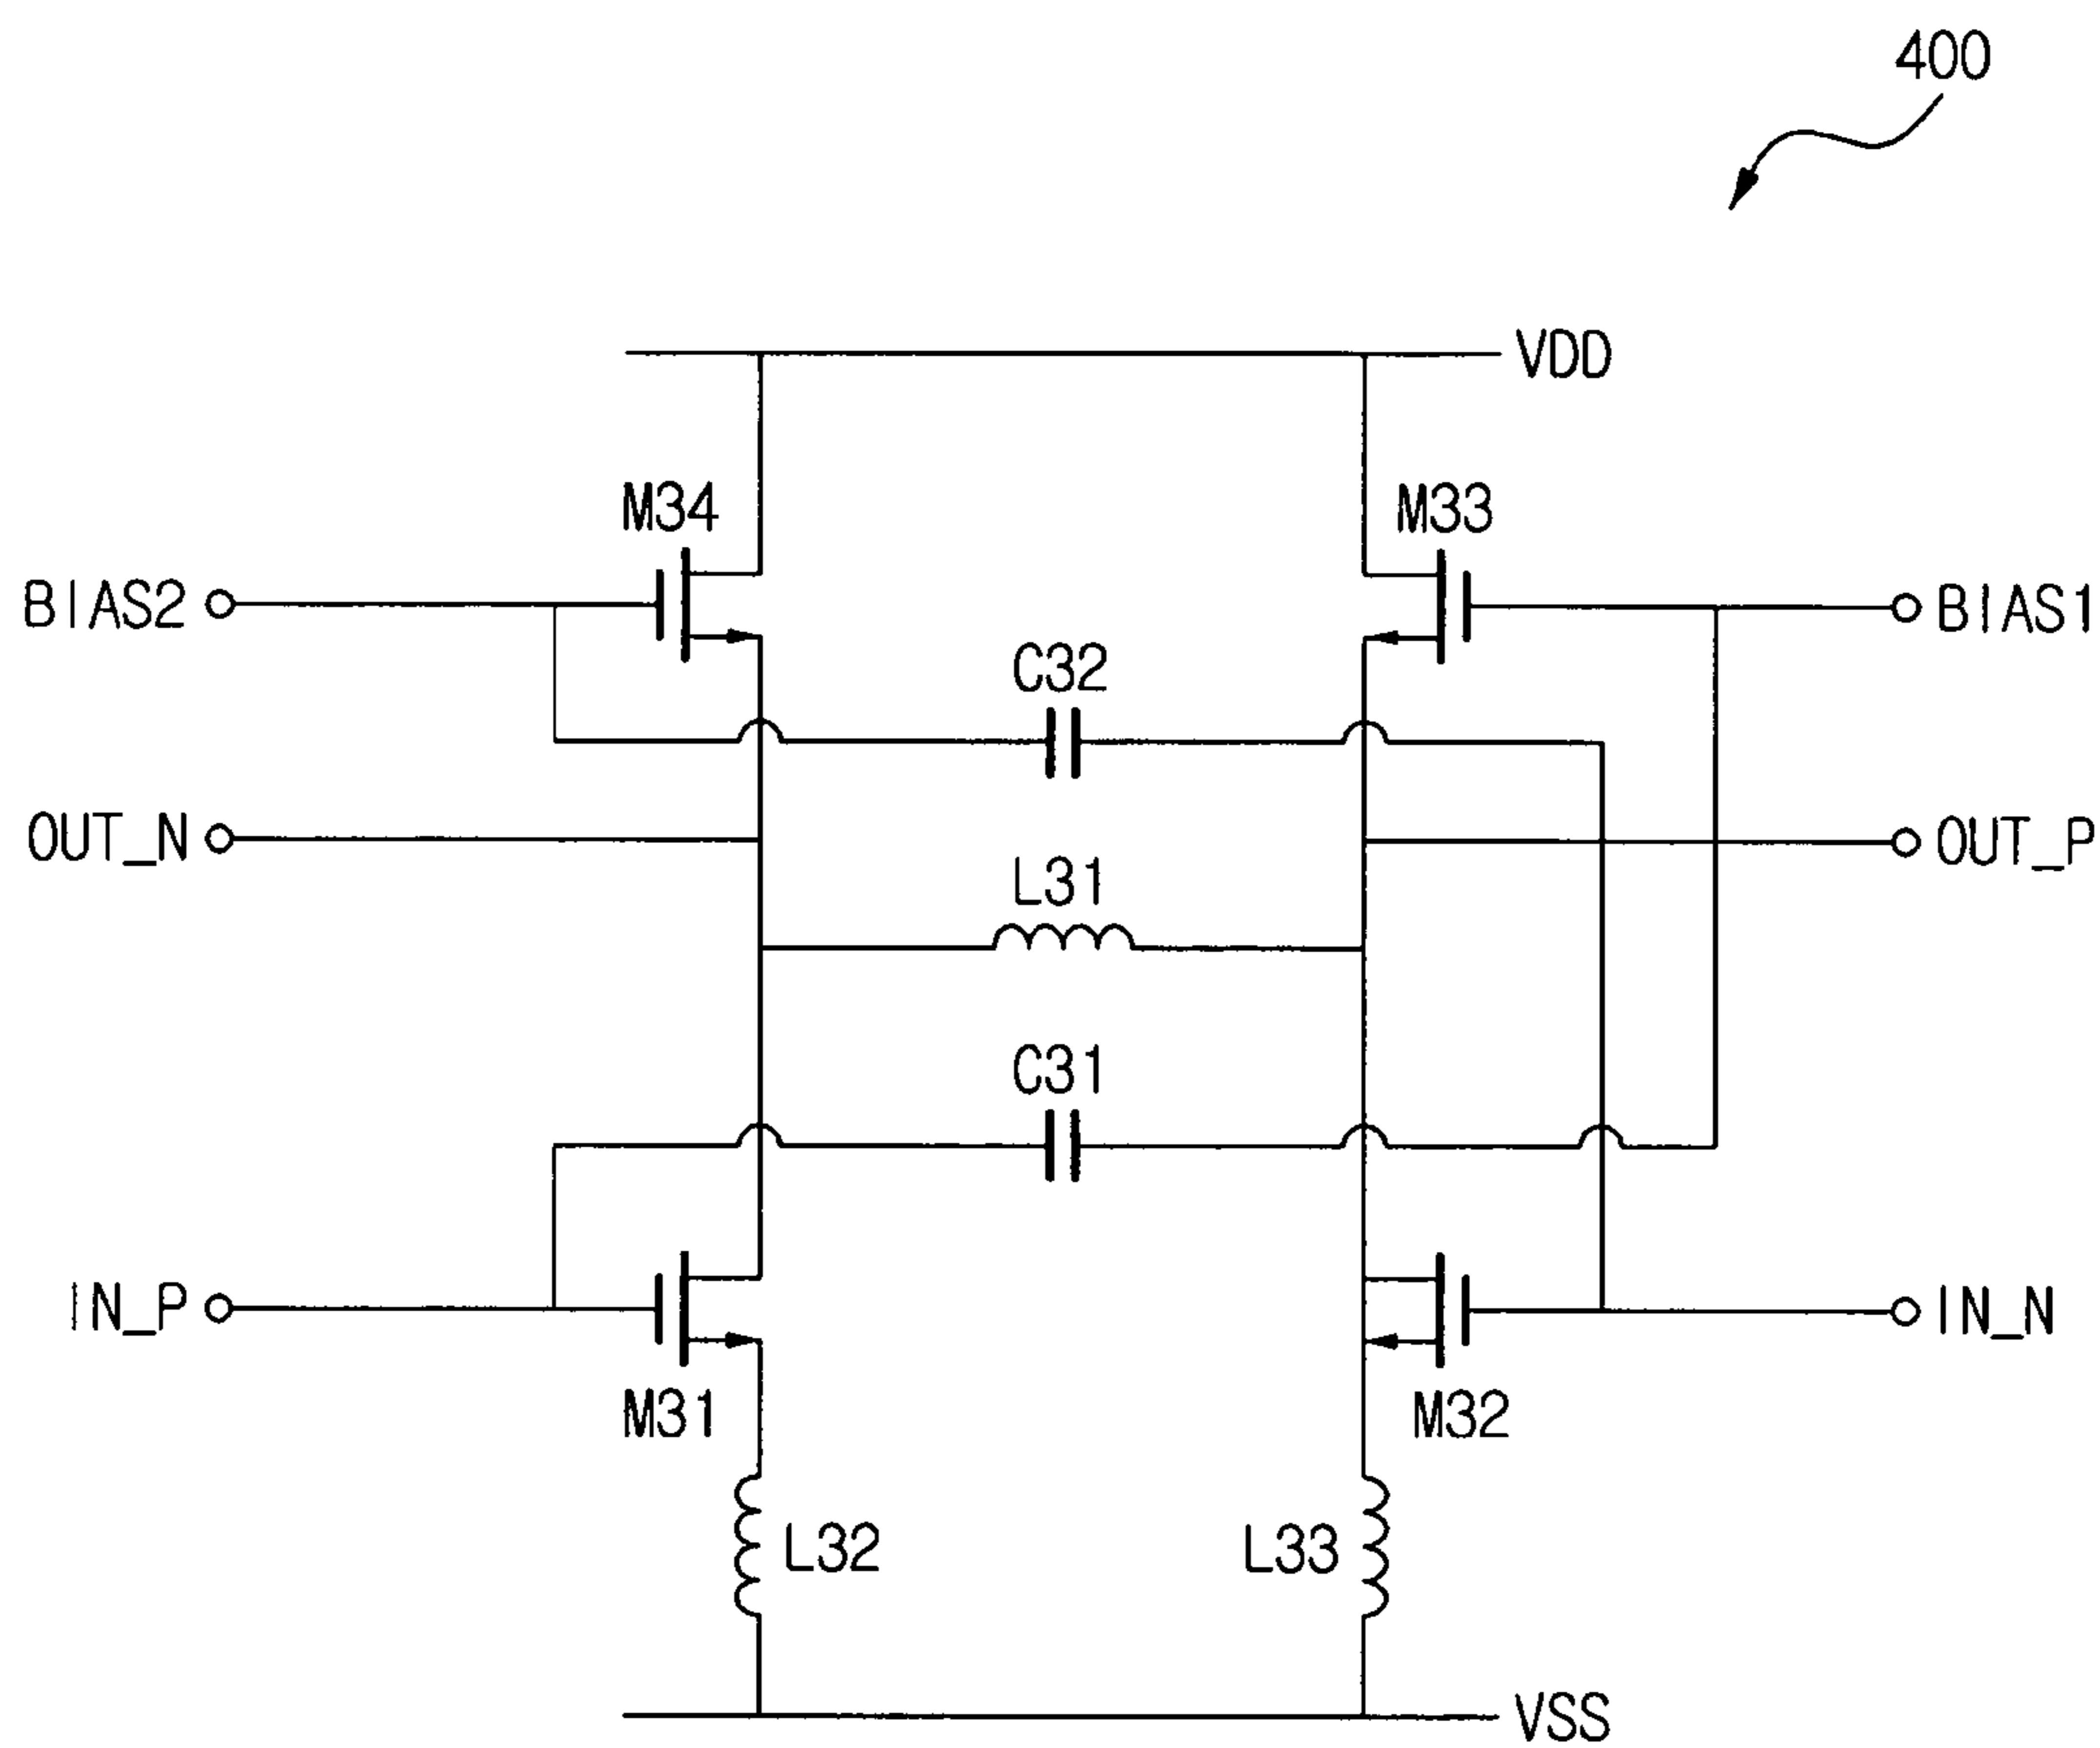 400
VDD
M34
M33
BIAS2
BIAS1
C32
OUT_N
OUT_P
L31
C31
IN_P
IN_N
M31
M32
L32
L33
VSS